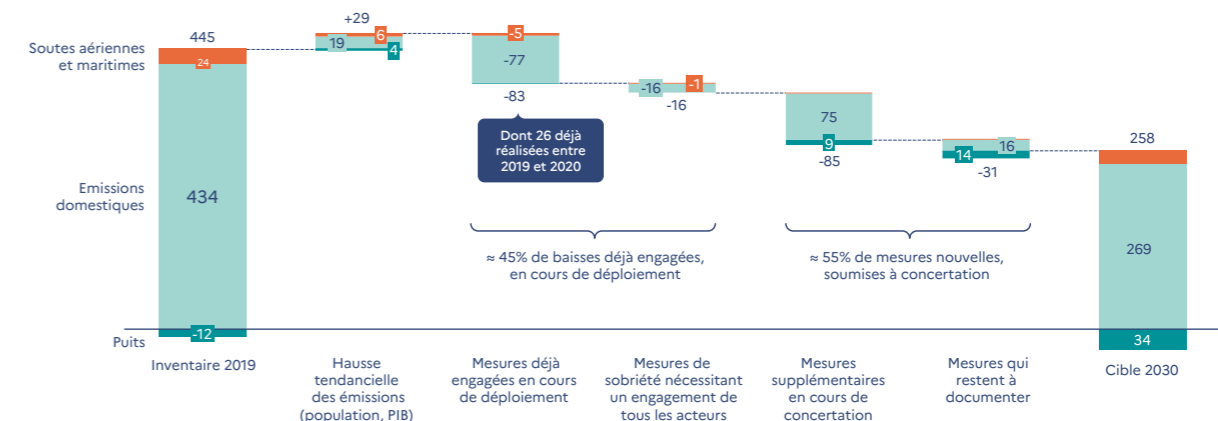 Soutes aériennes
et maritimes
Emissions
domestiques
Puits
445
24
434
-12
+29
19
6
4
-5
-77
-83
Dont 26 déjà
réalisées entre
2019 et 2020
-16
-1
-16
75
9
-85
14
16
-31
258
269
34
≈ 45% de baisses déjà engagées,
en cours de déploiement
≈ 55% de mesures nouvelles,
soumises à concertation
Inventaire 2019
Hausse
tendancielle
des émissions
(population, PIB)
Mesures déjà
engagées en cours
de déploiement
Mesures de
sobriété nécessitant
un engagement de
tous les acteurs
Mesures
supplémentaires
en cours de
concertation
Mesures qui
restent à
documenter
Cible 2030